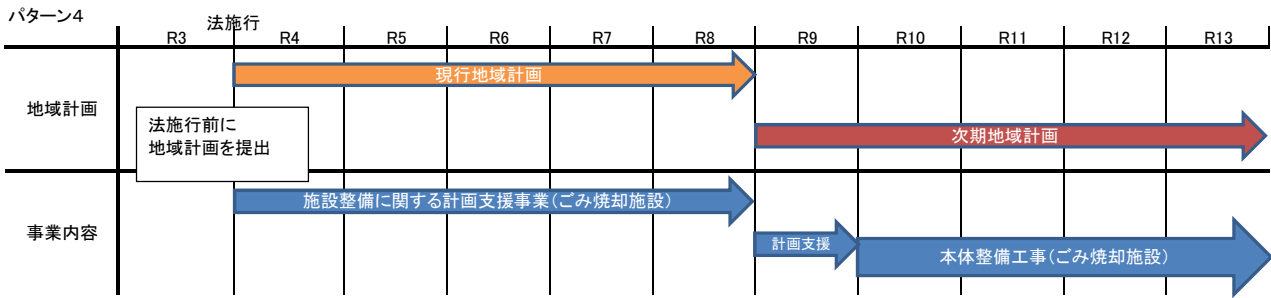 パターン4
法施行
R3 R4 R5 R6 R7 R8 R9 R10 R11 R12 R13
現行地域計画
地域計画
法施行前に
地域計画を提出
次期地域計画
施設整備に関する計画支援事業(ごみ焼却施設)
事業内容
計画支援
本体整備工事(ごみ焼却施設)